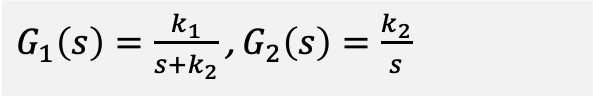 G₁(s) = k₁/(s+k₂), G₂(s) = k₂/s